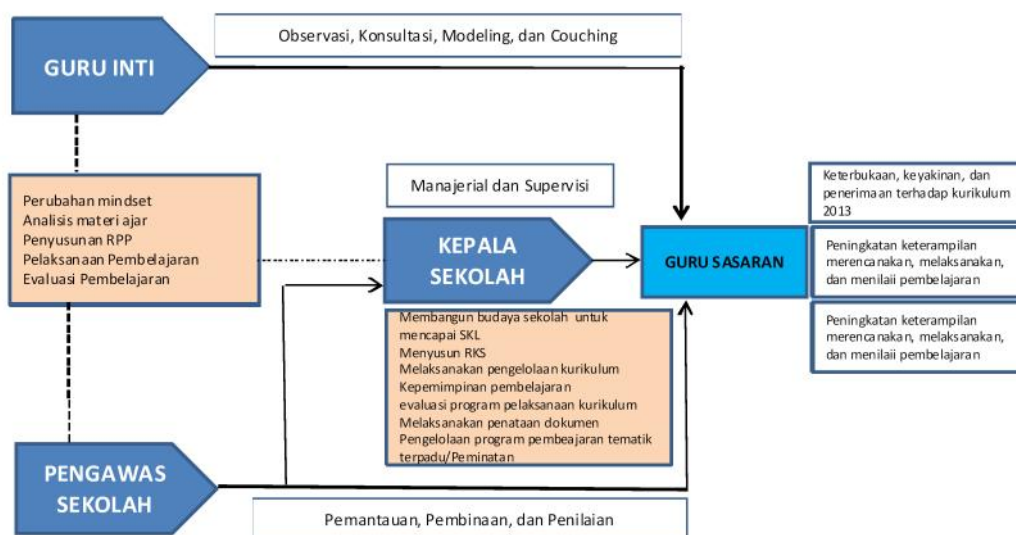 Observasi, Konsultasi, Modeling, dan Couching
GURU INTI
Perubahan mindset
Analisis materi ajar
Penyusunan RPP
Pelaksanaan Pembelajaran
Evaluasi Pembelajaran
Manajerial dan Supervisi
KEPALA
SEKOLAH
GURU SASARAN
Keterbukaan, keyakinan, dan
penerimaan terhadap kurikulum
2013
Peningkatan keterampilan
merencanakan, melaksanakan,
dan menilaii pembelajaran
Peningkatan keterampilan
merencanakan, melaksanakan,
dan menilaii pembelajaran
Membangun budaya sekolah untuk
mencapai SKL
Menyusun RKS
Melaksanakan pengelolaan kurikulum
Kepemimpinan pembelajaran
evaluasi program pelaksanaan kurikulum
Melaksanakan penataan dokumen
Pengelolaan program pembeajaran tematik
terpadu/Peminatan
PENGAWAS
SEKOLAH
Pemantauan, Pembinaan, dan Penilaian